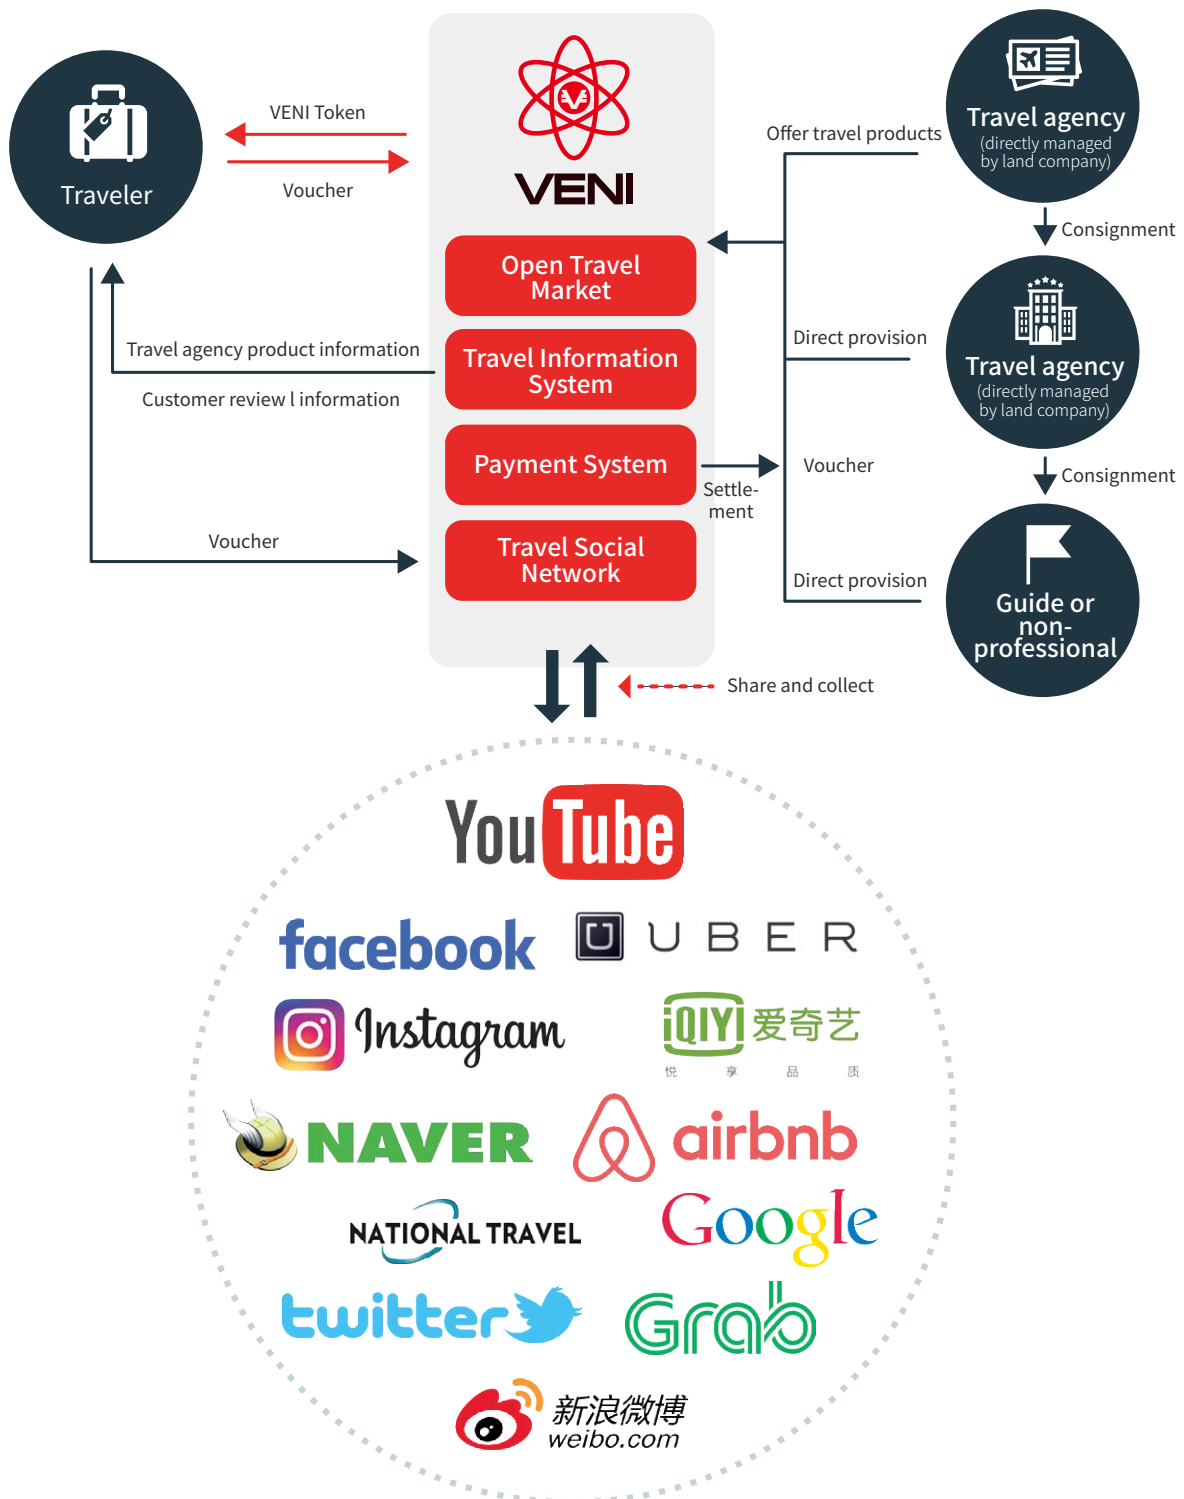 VENI Token
Voucher
Traveler
VENI
Open Travel
Market
Travel Information
System
Payment System
Travel Social
Network
Travel agency product information
Customer review l information
Voucher
Offer travel products
Direct provision
Voucher
Settle-
ment
Direct provision
Travel agency
(directly managed
by land company)
Consignment
Travel agency
(directly managed
by land company)
Consignment
Guide or
non-
professional
Share and collect
YouTube
facebook
UBER
Instagram
iQIYI 爱奇艺
悦享品质
NAVER
airbnb
NATIONAL TRAVEL
Google
twitter
Grab
新浪微博
weibo.com